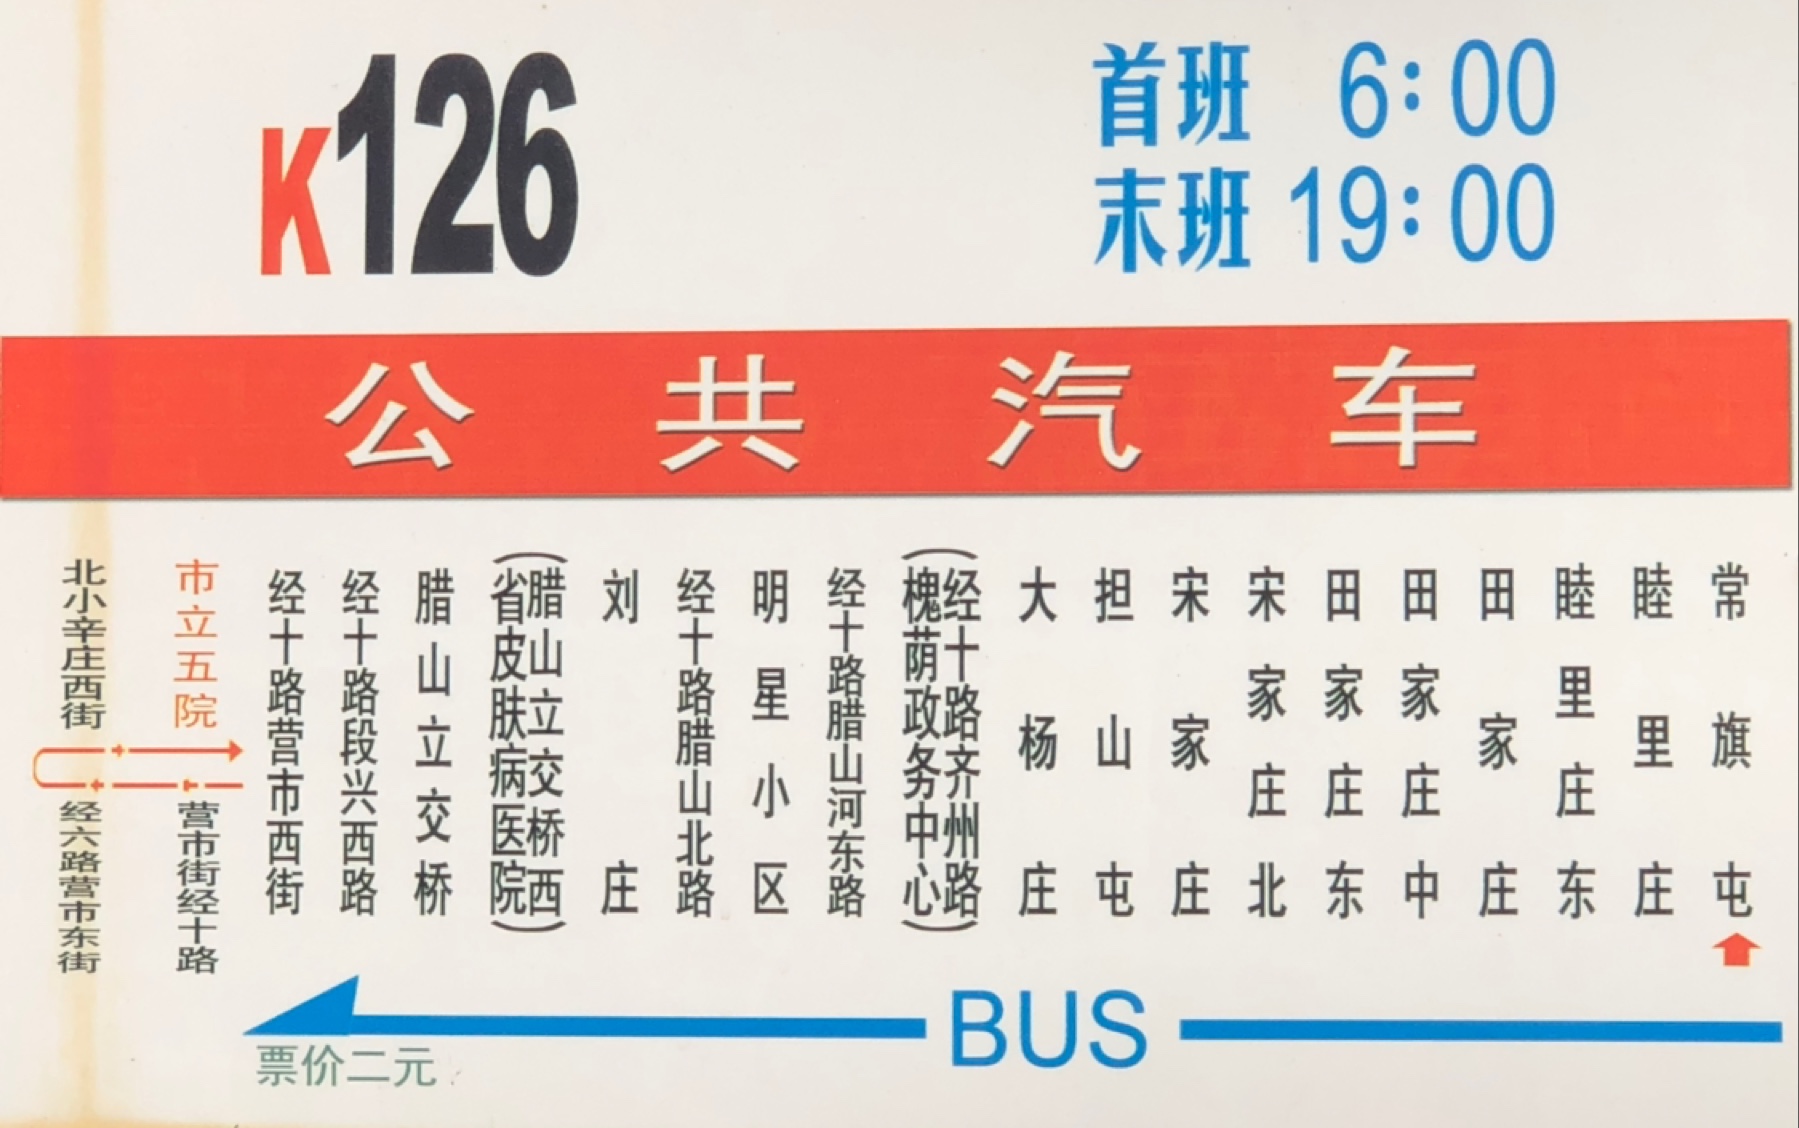 K126
首班 6:00
末班 19:00
公共汽车
北小辛庄西街
市立五院
经六路营市东街
营市街经十路
经十路营市西街
经十路段兴西路
腊山立交桥
腊山立交桥西
(省皮肤病医院)
刘庄
经十路腊山北路
明星小区
经十路腊山河东路
经十路齐州路
(槐荫政务中心)
大杨庄
担山屯
宋家庄
宋家庄北
田家庄东
田家庄中
田家庄
睦里庄东
睦里庄
常旗屯
BUS
票价二元